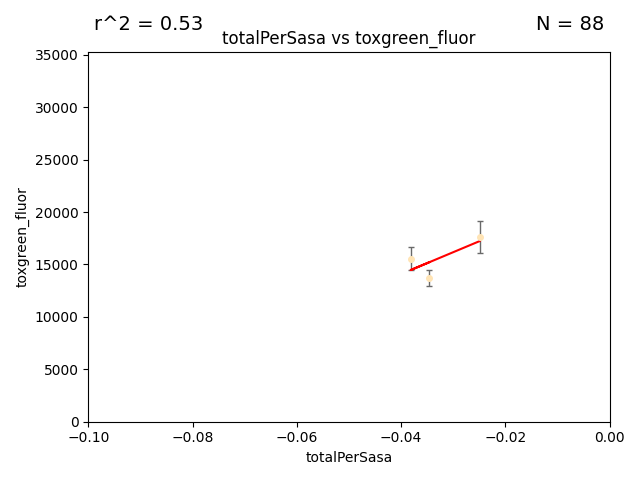 r^2 = 0.53
N = 88
totalPerSasa vs toxgreen_fluor
35000
30000
25000
20000
15000
10000
5000
0
toxgreen_fluor
−0.10
−0.08
−0.06
−0.04
−0.02
0.00
totalPerSasa